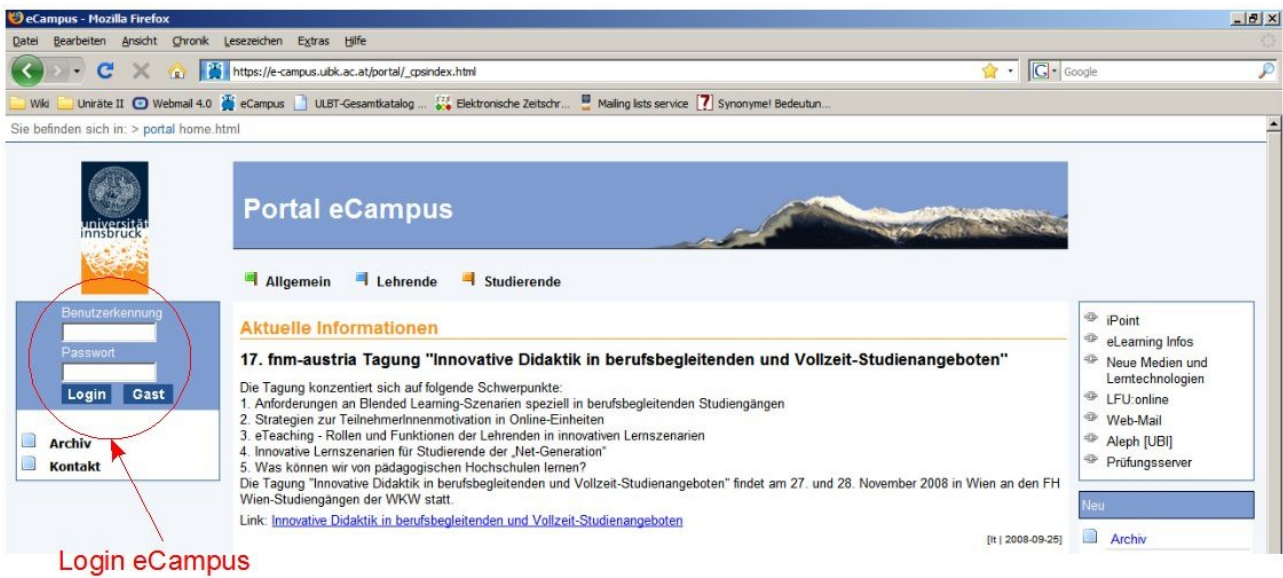 eCampus - Mozilla Firefox
Datei Bearbeiten Ansicht Chronik Lesezeichen Extras Hilfe
https://e-campus.uibk.ac.at/portal/_cpsindex.html
Google
Wiki Uniräte II Webmail 4.0 eCampus ULBT-Gesamtkatalog ... Elektronische Zeitschr... Mailing lists service Synonyme! Bedeutun...
Sie befinden sich in: > portal home.html
universität
innsbruck
Portal eCampus
Allgemein Lehrende Studierende
Benutzerkennung
Passwort
Login Gast
Archiv
Kontakt
Aktuelle Informationen
17. fnm-austria Tagung "Innovative Didaktik in berufsbegleitenden und Vollzeit-Studienangeboten"
Die Tagung konzentiert sich auf folgende Schwerpunkte:
1. Anforderungen an Blended Learning-Szenarien speziell in berufsbegleitenden Studiengängen
2. Strategien zur TeilnehmerInnenmotivation in Online-Einheiten
3. eTeaching - Rollen und Funktionen der Lehrenden in innovativen Lernszenarien
4. Innovative Lernszenarien für Studierende der „Net-Generation"
5. Was können wir von pädagogischen Hochschulen lernen?
Die Tagung "Innovative Didaktik in berufsbegleitenden und Vollzeit-Studienangeboten" findet am 27. und 28. November 2008 in Wien an den FH
Wien-Studiengängen der WKW statt.
Link: Innovative Didaktik in berufsbegleitenden und Vollzeit-Studienangeboten
[lt | 2008-09-25]
iPoint
eLearning Infos
Neue Medien und
Lerntechnologien
LFU:online
Web-Mail
Aleph [UBI]
Prüfungsserver
Neu
Archiv
Login eCampus